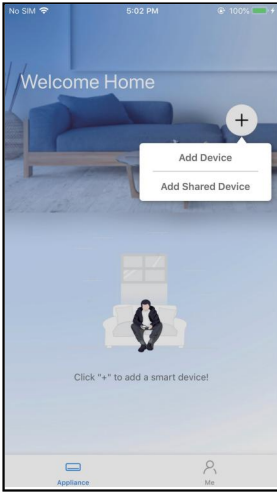 No SIM 5:02 PM 100%
Welcome Home
+
Add Device
Add Shared Device
Click "+" to add a smart device!
Appliance Me